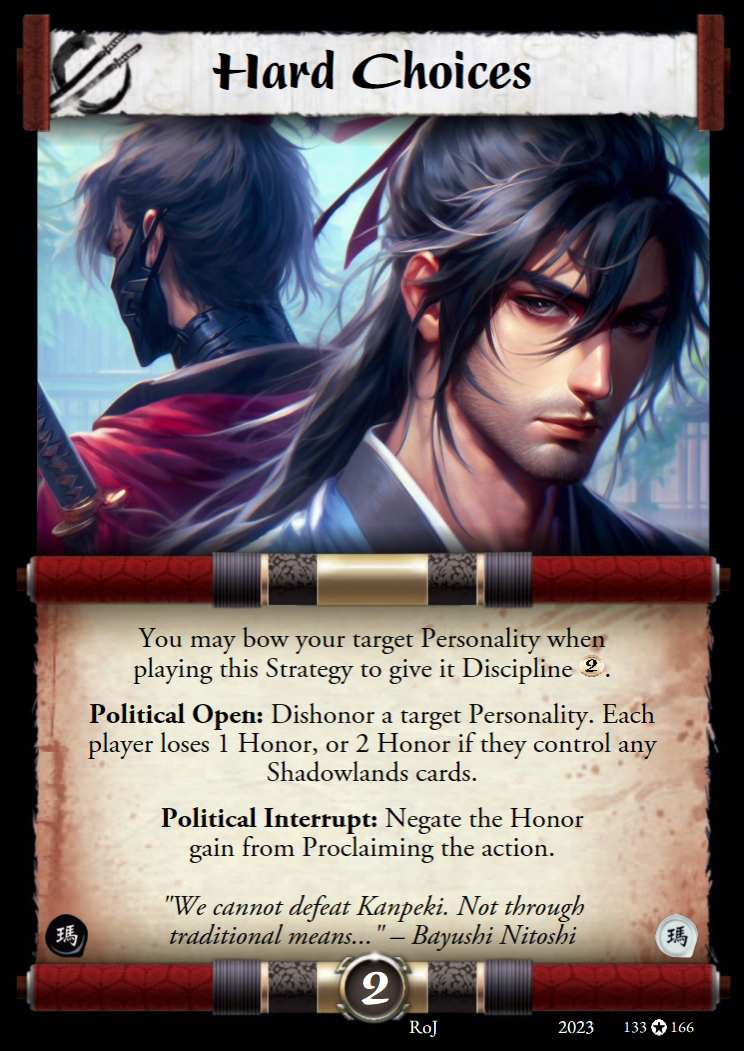 Hard Choices
You may bow your target Personality when
playing this Strategy to give it Discipline 2.
Political Open: Dishonor a target Personality. Each
player loses 1 Honor, or 2 Honor if they control any
Shadowlands cards.
Political Interrupt: Negate the Honor
gain from Proclaiming the action.
"We cannot defeat Kanpeki. Not through
traditional means..." – Bayushi Nitoshi
瑪 瑪
2
RoJ 2023 133 166